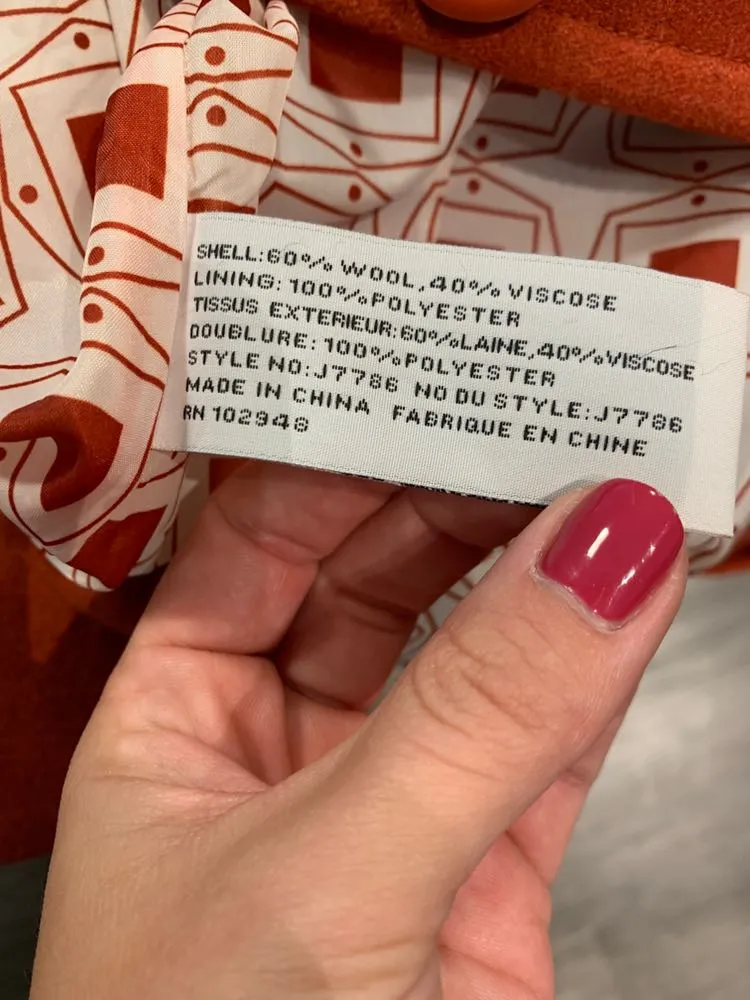 SHELL:60% WOOL,40% VISCOSE
LINING: 100%POLYESTER
TISSUS EXTERIEUR:60%LAINE,40%VISCOSE
DOUBLURE: 100%POLYESTER
STYLE NO:J7786 NO DU STYLE:J7786
MADE IN CHINA FABRIQUE EN CHINE
RN 102948